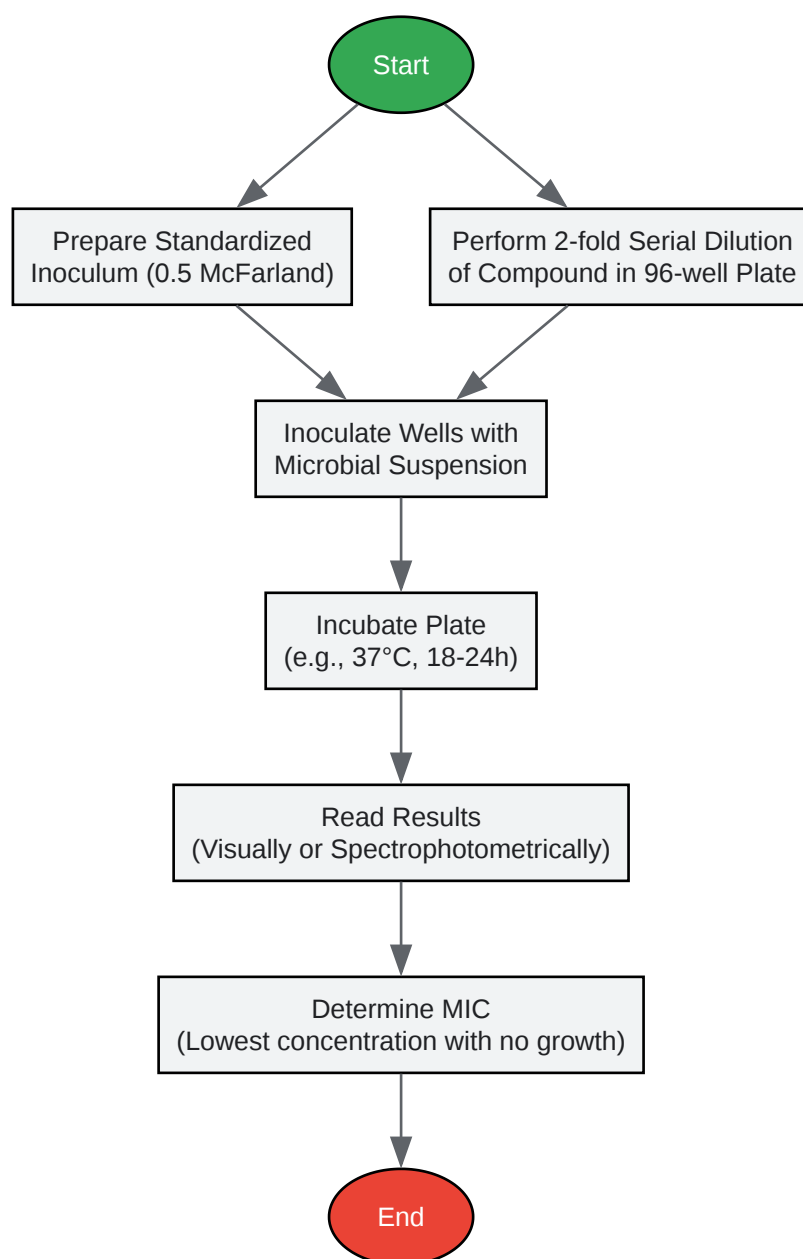 Start
Prepare Standardized
Inoculum (0.5 McFarland)
Perform 2-fold Serial Dilution
of Compound in 96-well Plate
Inoculate Wells with
Microbial Suspension
Incubate Plate
(e.g., 37°C, 18-24h)
Read Results
(Visually or Spectrophotometrically)
Determine MIC
(Lowest concentration with no growth)
End